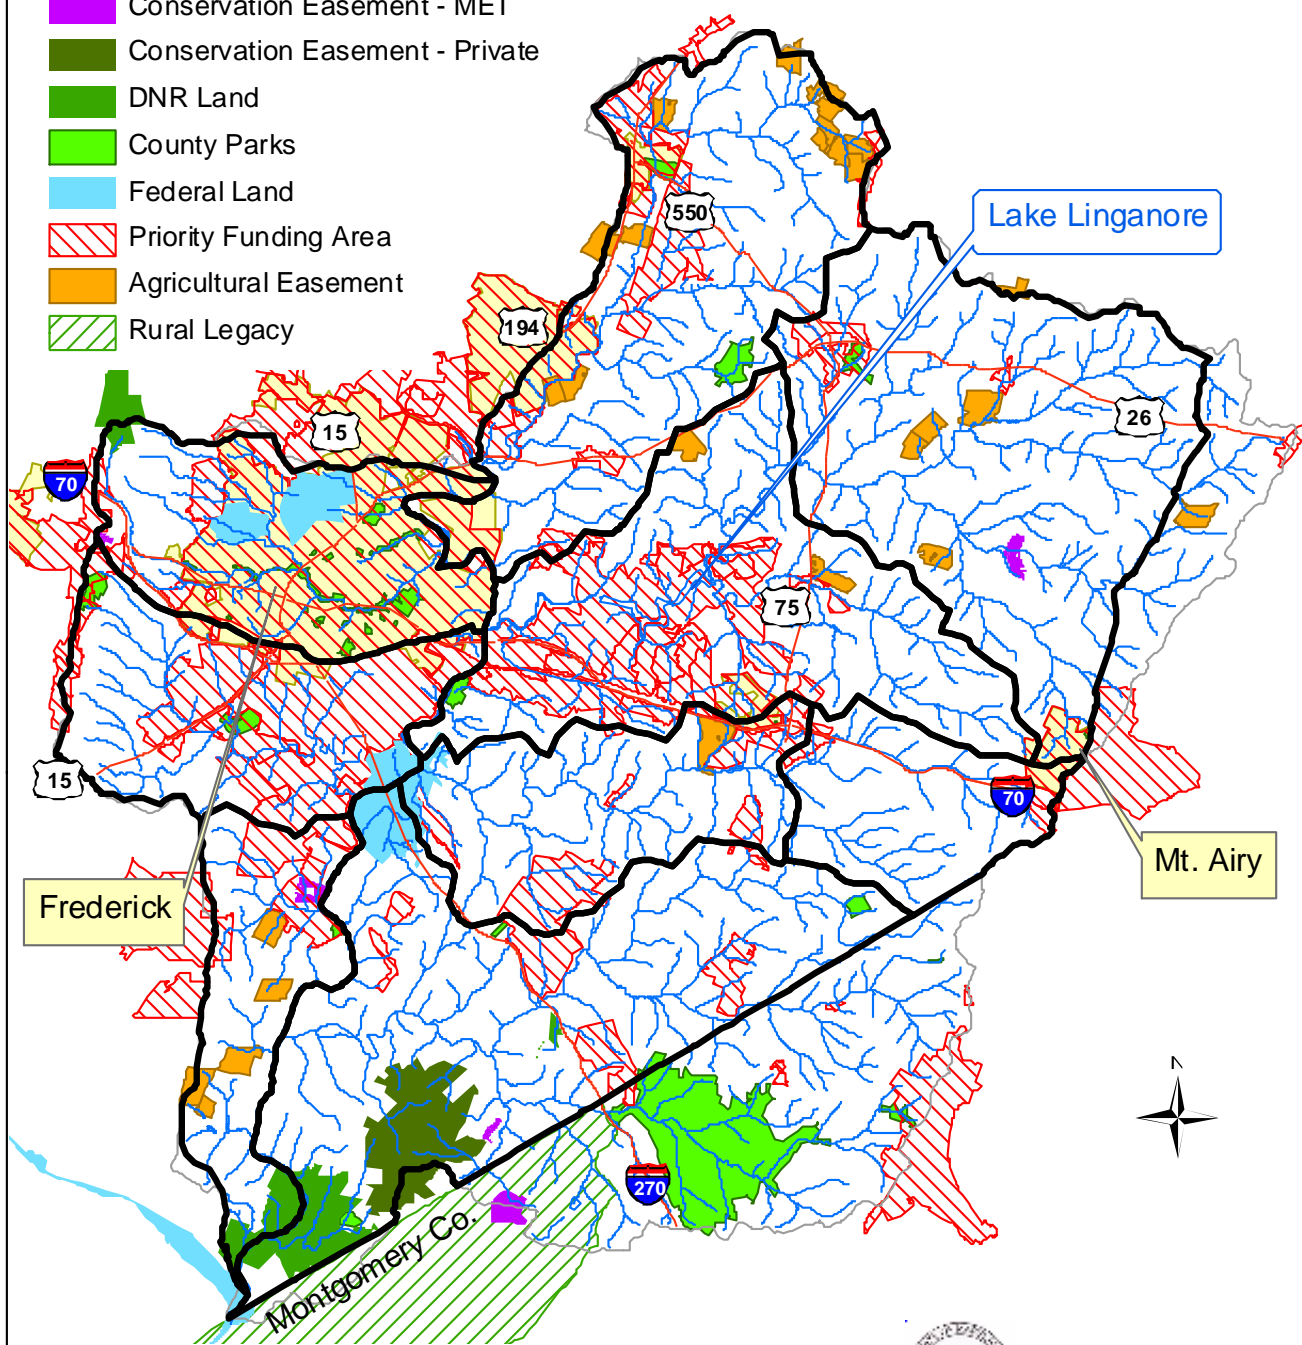 Conservation Easement - MET
Conservation Easement - Private
DNR Land
County Parks
Federal Land
Priority Funding Area
Agricultural Easement
Rural Legacy
550
Lake Linganore
194
15
26
70
75
15
70
Mt. Airy
Frederick
N
270
Montgomery Co.